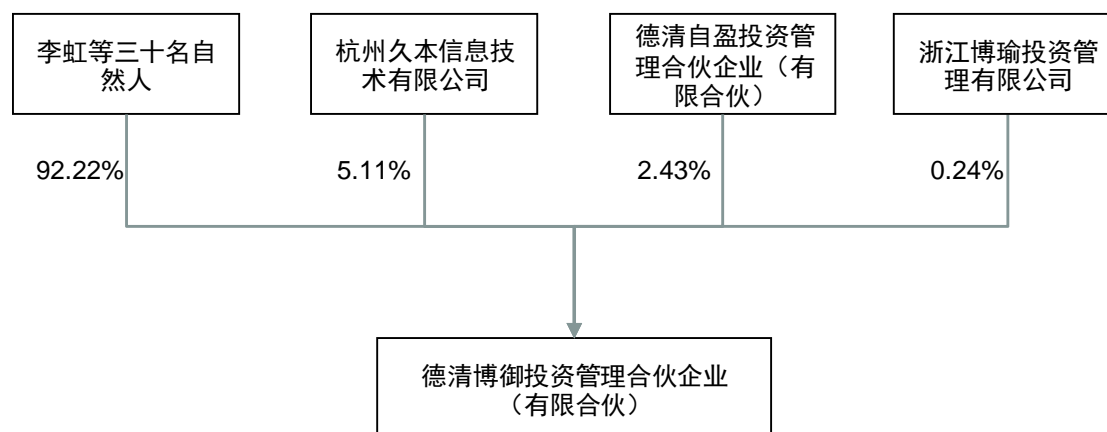 李虹等三十名自
然人
杭州久本信息技
术有限公司
德清自盈投资管
理合伙企业（有
限合伙）
浙江博瑜投资管
理有限公司
92.22%
5.11%
2.43%
0.24%
德清博御投资管理合伙企业
（有限合伙）